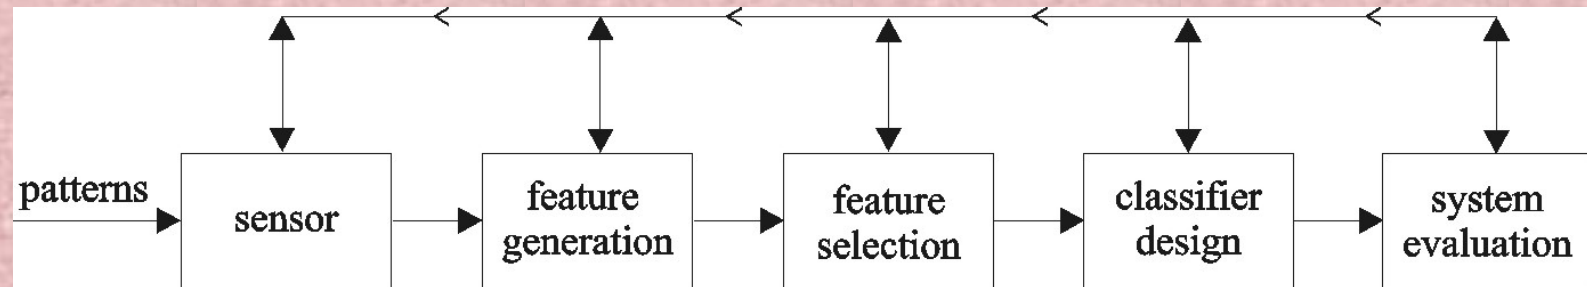 patterns
sensor
feature
generation
feature
selection
classifier
design
system
evaluation